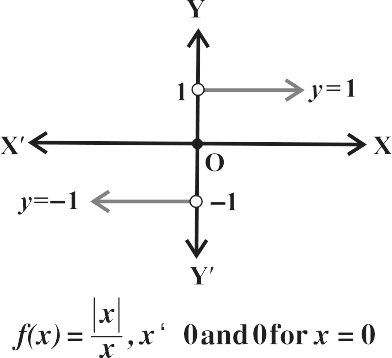 Y
1 y=1
X′ X
O
y=−1 −1
Y′
f(x) = |x|/x , x ‘ 0 and 0 for x = 0